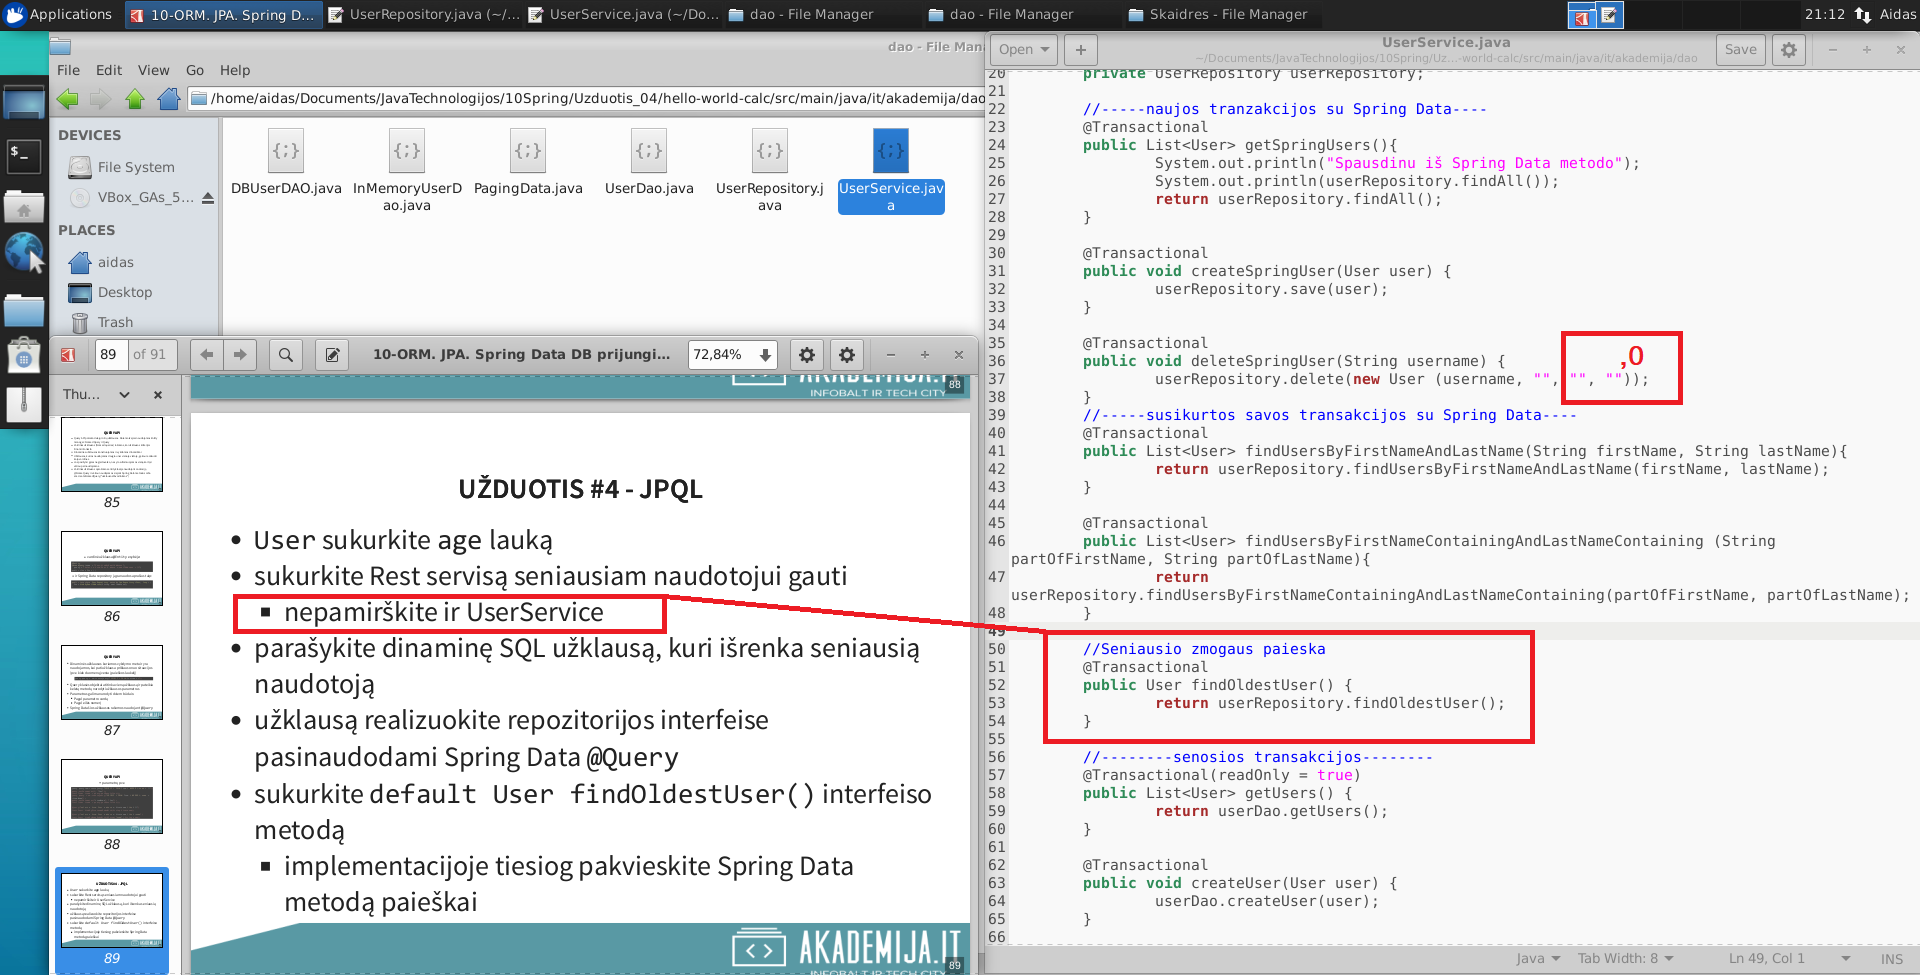 Applications
10-ORM. JPA. Spring D...
UserRepository.java (~/...
UserService.java (~/Do...
dao - File Manager
dao - File Manager
Skaidres - File Manager
21:12
Aidas
dao - File Mana
File Edit View Go Help
/home/aidas/Documents/JavaTechnologijos/10Spring/Uzduotis_04/hello-world-calc/src/main/java/it/akademija/dao
DEVICES
File System
VBox_GAs_5...
PLACES
aidas
Desktop
Trash
DBUserDAO.java
InMemoryUserD
ao.java
PagingData.java
UserDao.java
UserRepository.j
ava
UserService.jav
a
89 of 91
10-ORM. JPA. Spring Data DB prijungi...
72,84%
Thu...
85
86
87
88
89
AKADEMIJA.IT
INFOBALT IR TECH CITY
88
UŽDUOTIS #4 - JPQL
• User sukurkite age lauką
• sukurkite Rest servisą seniausiam naudotojui gauti
▪ nepamirškite ir UserService
• parašykite dinaminę SQL užklausą, kuri išrenka seniausią
naudotoją
• užklausą realizuokite repozitorijos interfeise
pasinaudodami Spring Data @Query
• sukurkite default User findOldestUser() interfeiso
metodą
▪ implementacijoje tiesiog pakvieskite Spring Data
metodą paieškai
AKADEMIJA.IT
INFOBALT IR TECH CITY
89
Open
+
UserService.java
~/Documents/JavaTechnologijos/10Spring/Uz...-world-calc/src/main/java/it/akademija/dao
Save
20 private UserRepository userRepository;
21
22 //-----naujos tranzakcijos su Spring Data----
23 @Transactional
24 public List<User> getSpringUsers(){
25 System.out.println("Spausdinu iš Spring Data metodo");
26 System.out.println(userRepository.findAll());
27 return userRepository.findAll();
28 }
29
30 @Transactional
31 public void createSpringUser(User user) {
32 userRepository.save(user);
33 }
34
35 @Transactional
36 public void deleteSpringUser(String username) {
,0
37 userRepository.delete(new User (username, "", "", ""));
38 }
39 //-----susikurtos savos transakcijos su Spring Data----
40 @Transactional
41 public List<User> findUsersByFirstNameAndLastName(String firstName, String lastName){
42 return userRepository.findUsersByFirstNameAndLastName(firstName, lastName);
43 }
44
45 @Transactional
46 public List<User> findUsersByFirstNameContainingAndLastNameContaining (String
partOfFirstName, String partOfLastName){
47 return
userRepository.findUsersByFirstNameContainingAndLastNameContaining(partOfFirstName, partOfLastName);
48 }
49
50 //Seniausio zmogaus paieska
51 @Transactional
52 public User findOldestUser() {
53 return userRepository.findOldestUser();
54 }
55
56 //--------senosios transakcijos--------
57 @Transactional(readOnly = true)
58 public List<User> getUsers() {
59 return userDao.getUsers();
60 }
61
62 @Transactional
63 public void createUser(User user) {
64 userDao.createUser(user);
65 }
66
Java
Tab Width: 8
Ln 49, Col 1
INS